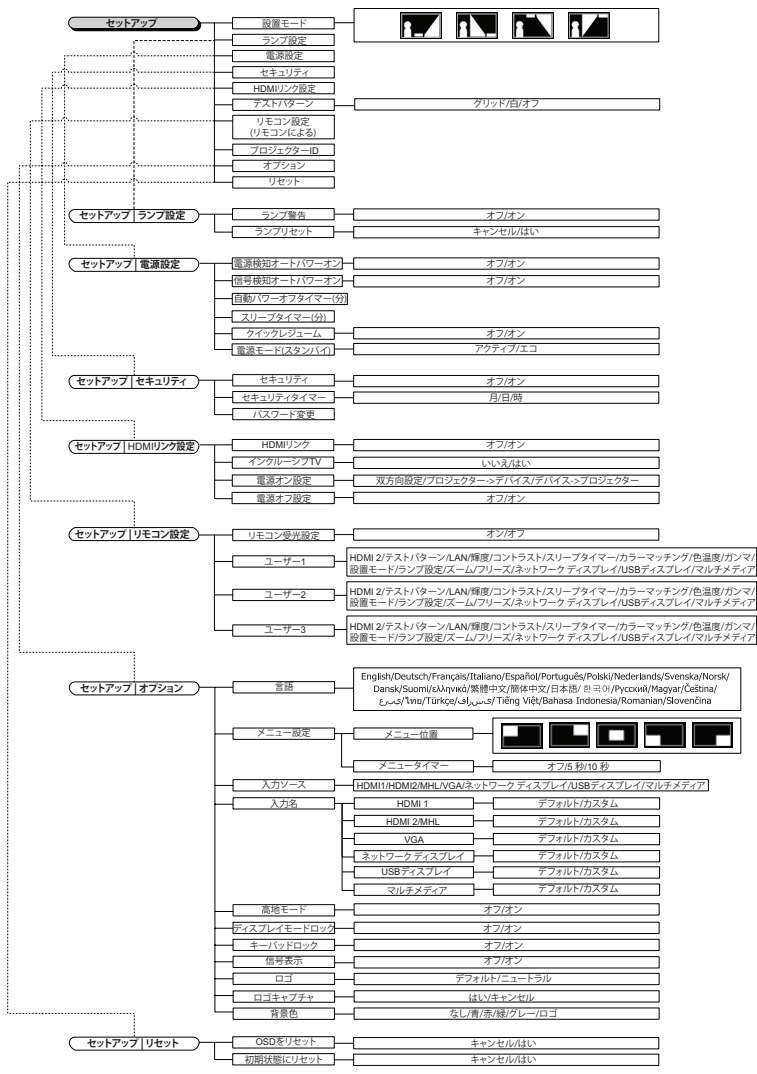 セットアップ
設置モード
ランプ設定
電源設定
セキュリティ
HDMIリンク設定
テストパターン
グリッド/白/オフ
リモコン設定
(リモコンによる)
プロジェクターID
オプション
リセット
セットアップ | ランプ設定
ランプ警告
オフ/オン
ランプリセット
キャンセル/はい
セットアップ | 電源設定
電源検知オートパワーオン
オフ/オン
信号検知オートパワーオン
オフ/オン
自動パワーオフタイマー(分)
スリープタイマー(分)
クイックレジューム
オフ/オン
電源モード(スタンバイ)
アクティブ/エコ
セットアップ | セキュリティ
セキュリティ
オフ/オン
セキュリティタイマー
月/日/時
パスワード変更
セットアップ | HDMIリンク設定
HDMIリンク
オフ/オン
インクルーシブTV
いいえ/はい
電源オン設定
双方向設定/プロジェクター->デバイス/デバイス->プロジェクター
電源オフ設定
オフ/オン
セットアップ | リモコン設定
リモコン受光設定
オン/オフ
ユーザー1
HDMI 2/テストパターン/LAN/輝度/コントラスト/スリープタイマー/カラーマッチング/色温度/ガンマ/
設置モード/ランプ設定/ズーム/フリーズ/ネットワーク ディスプレイ/USBディスプレイ/マルチメディア
ユーザー2
HDMI 2/テストパターン/LAN/輝度/コントラスト/スリープタイマー/カラーマッチング/色温度/ガンマ/
設置モード/ランプ設定/ズーム/フリーズ/ネットワーク ディスプレイ/USBディスプレイ/マルチメディア
ユーザー3
HDMI 2/テストパターン/LAN/輝度/コントラスト/スリープタイマー/カラーマッチング/色温度/ガンマ/
設置モード/ランプ設定/ズーム/フリーズ/ネットワーク ディスプレイ/USBディスプレイ/マルチメディア
セットアップ | オプション
言語
English/Deutsch/Français/Italiano/Español/Português/Polski/Nederlands/Svenska/Norsk/
Dansk/Suomi/ελληνικά/繁體中文/簡体中文/日本語/한국어/Русский/Magyar/Čeština/
ﻲﺑﺮﻋ/ไทย/Türkçe/ﯽﺳﺭﺎﻓ/Tiếng Việt/Bahasa Indonesia/Romanian/Slovenčina
メニュー設定
メニュー位置
メニュータイマー
オフ/5 秒/10 秒
入力ソース
HDMI1/HDMI2/MHL/VGA/ネットワーク ディスプレイ/USBディスプレイ/マルチメディア
入力名
HDMI 1
デフォルト/カスタム
HDMI 2/MHL
デフォルト/カスタム
VGA
デフォルト/カスタム
ネットワーク ディスプレイ
デフォルト/カスタム
USBディスプレイ
デフォルト/カスタム
マルチメディア
デフォルト/カスタム
高地モード
オフ/オン
ディスプレイモードロック
オフ/オン
キーパッドロック
オフ/オン
信号表示
オフ/オン
ロゴ
デフォルト/ニュートラル
ロゴキャプチャ
はい/キャンセル
背景色
なし/青/赤/緑/グレー/ロゴ
セットアップ | リセット
OSDをリセット
キャンセル/はい
初期状態にリセット
キャンセル/はい